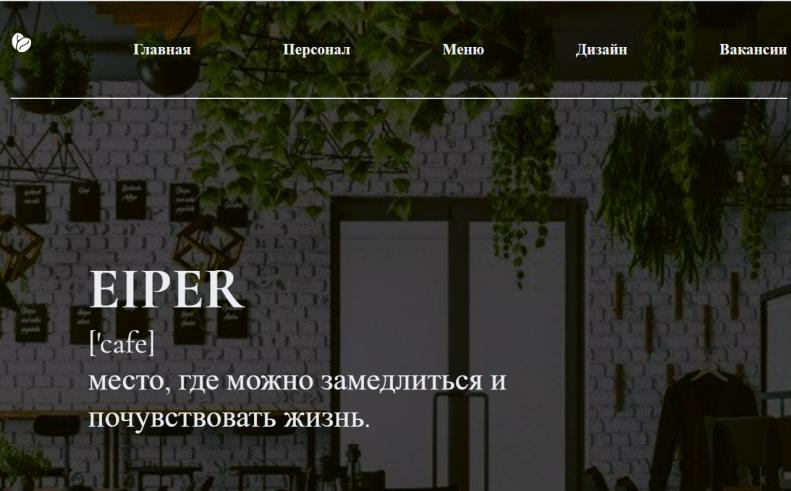 Главная Персонал Меню Дизайн Вакансии
EIPER
['cafe]
место, где можно замедлиться и
почувствовать жизнь.